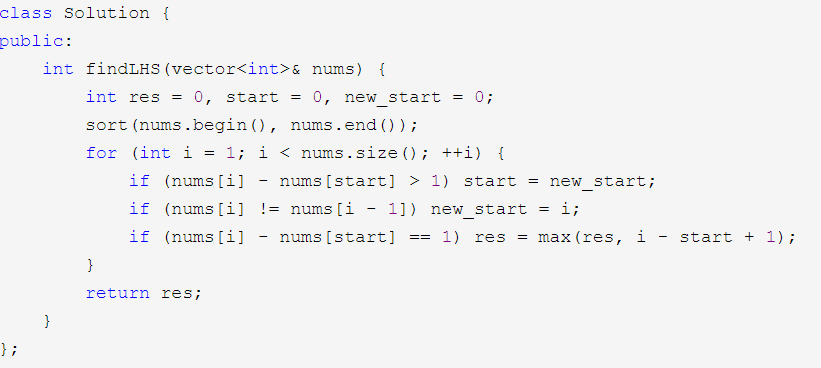 class Solution {
public:
    int findLHS(vector<int>& nums) {
        int res = 0, start = 0, new_start = 0;
        sort(nums.begin(), nums.end());
        for (int i = 1; i < nums.size(); ++i) {
            if (nums[i] - nums[start] > 1) start = new_start;
            if (nums[i] != nums[i - 1]) new_start = i;
            if (nums[i] - nums[start] == 1) res = max(res, i - start + 1);
        }
        return res;
    }
};